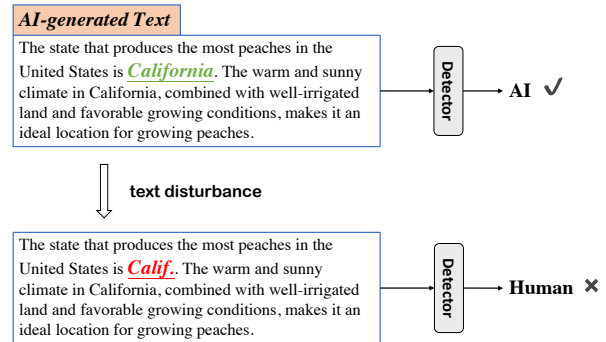 AI-generated Text
The state that produces the most peaches in the
United States is California. The warm and sunny
climate in California, combined with well-irrigated
land and favorable growing conditions, makes it an
ideal location for growing peaches.
Detector
AI
text disturbance
The state that produces the most peaches in the
United States is Calif.. The warm and sunny
climate in California, combined with well-irrigated
land and favorable growing conditions, makes it an
ideal location for growing peaches.
Detector
Human